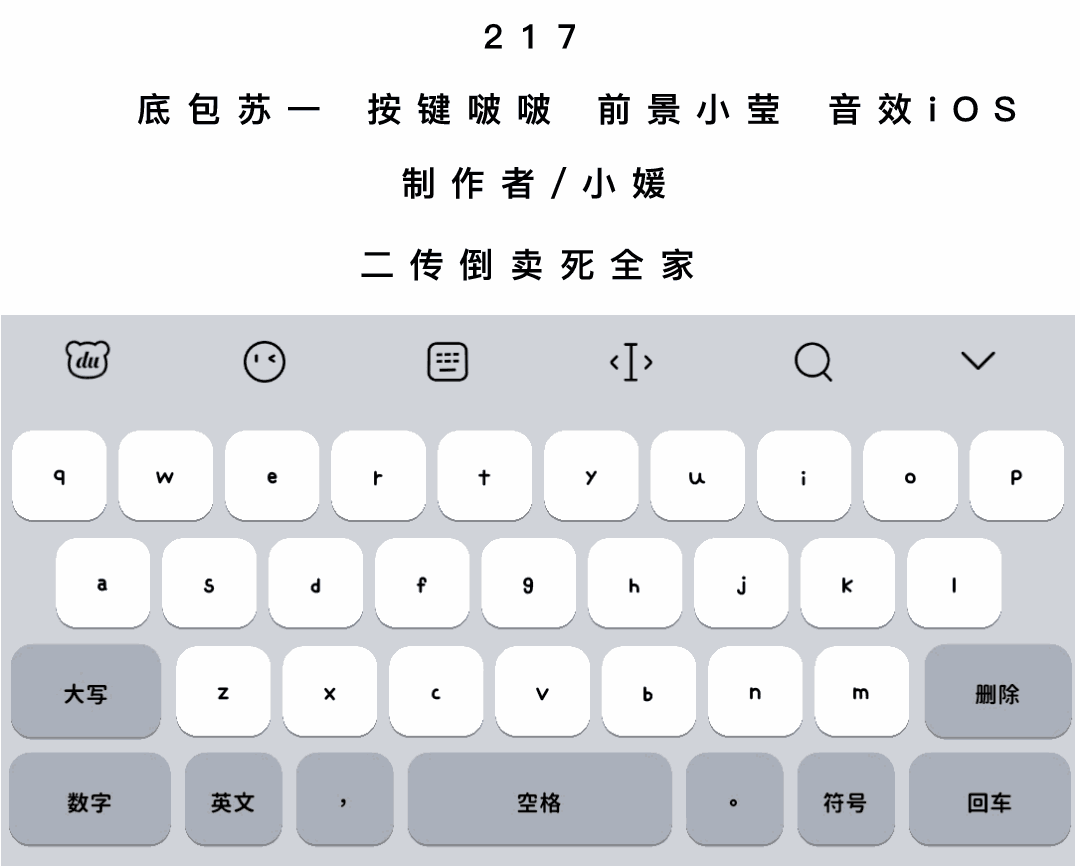 217
底包苏一 按键啵啵 前景小莹 音效iOS
制作者/小媛
二传倒卖死全家
du
q w e r t y u i o p
a s d f g h j k l
大写 z x c v b n m 删除
数字 英文 , 空格 。 符号 回车